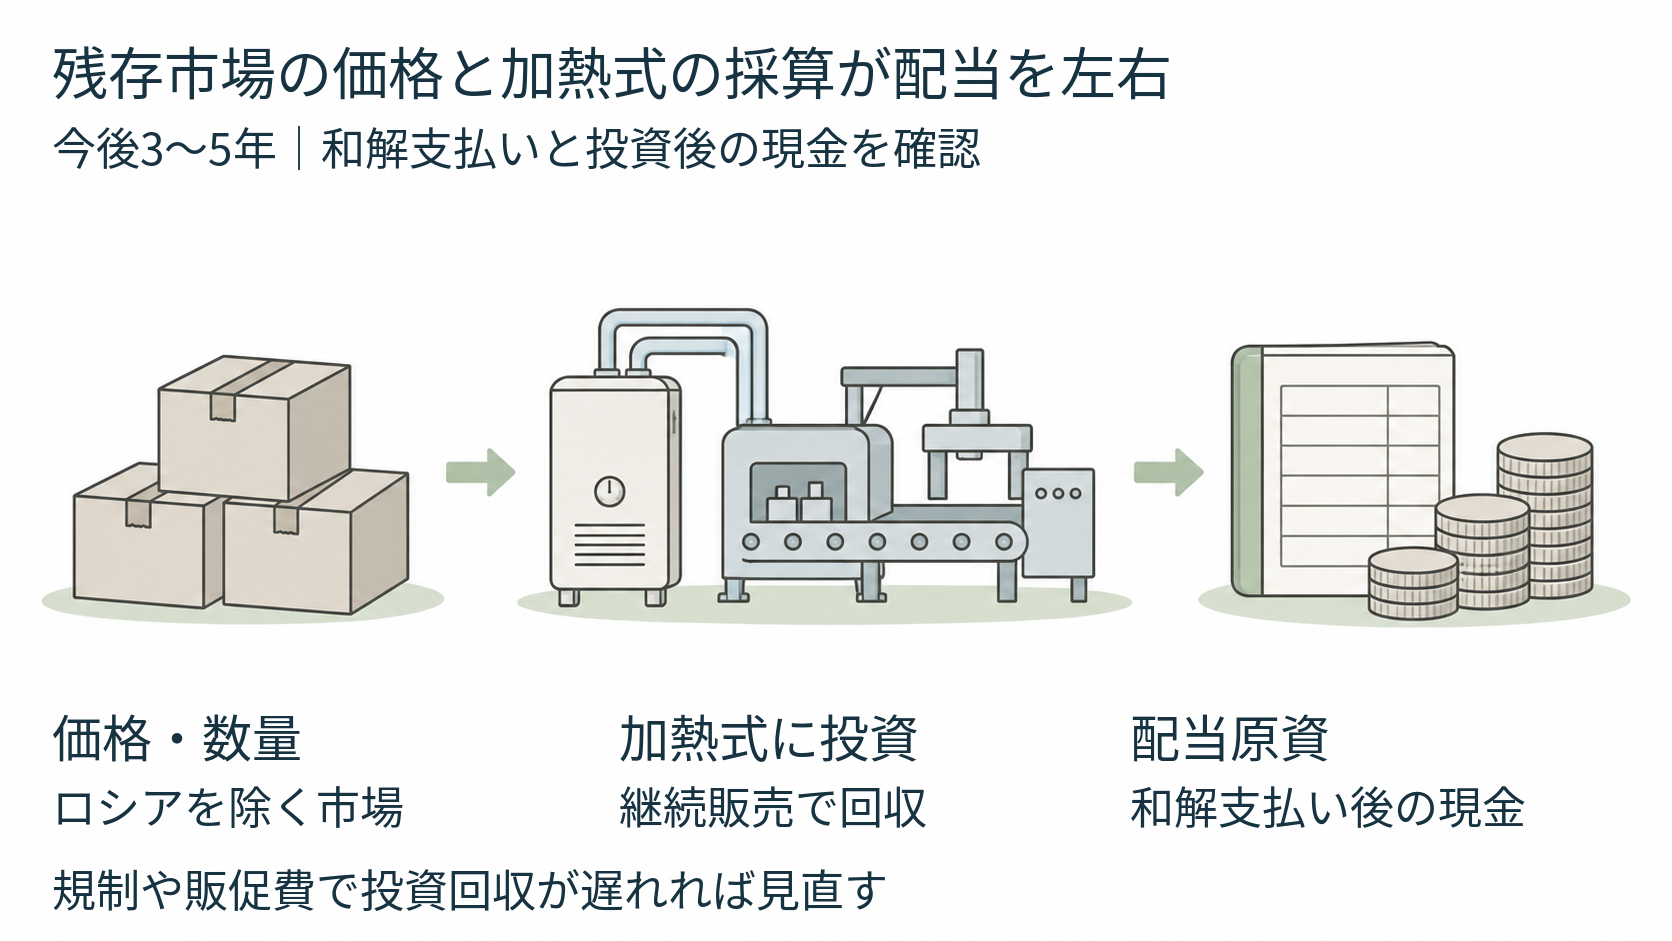 残存市場の価格と加熱式の採算が配当を左右
今後3～5年｜和解支払いと投資後の現金を確認
価格・数量
ロシアを除く市場
加熱式に投資
継続販売で回収
配当原資
和解支払い後の現金
規制や販促費で投資回収が遅れれば見直す